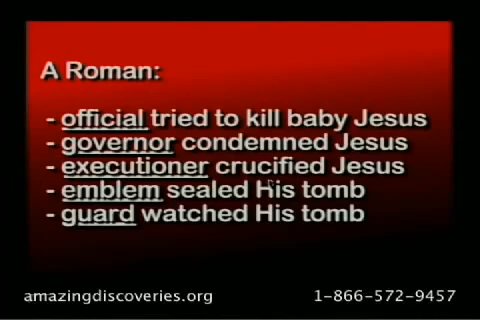 A Roman:
- official tried to kill baby Jesus
- governor condemned Jesus
- executioner crucified Jesus
- emblem sealed His tomb
- guard watched His tomb
amazingdiscoveries.org 1-866-572-9457